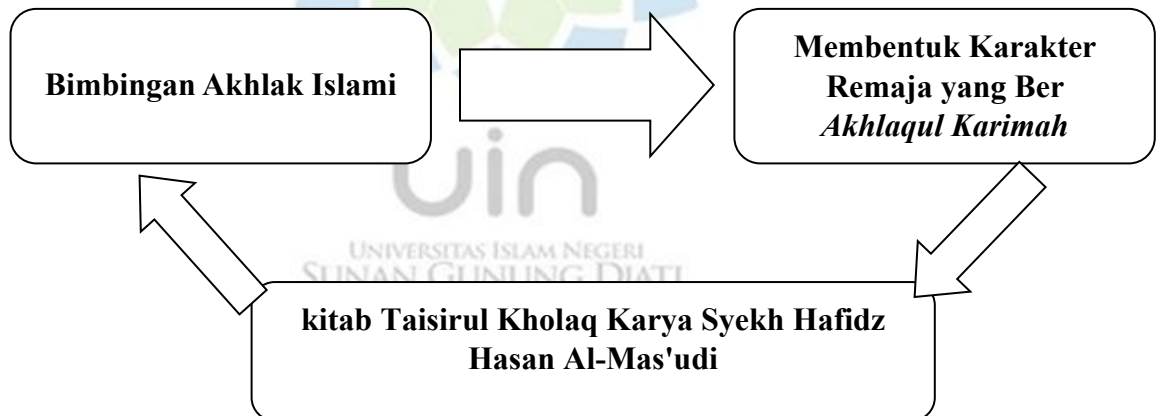 Bimbingan Akhlak Islami
Membentuk Karakter
Remaja yang Ber
Akhlaqul Karimah
uin
UNIVERSITAS ISLAM NEGERI
SUNAN GUNUNG DJATI
kitab Taisirul Kholaq Karya Syekh Hafidz
Hasan Al-Mas'udi